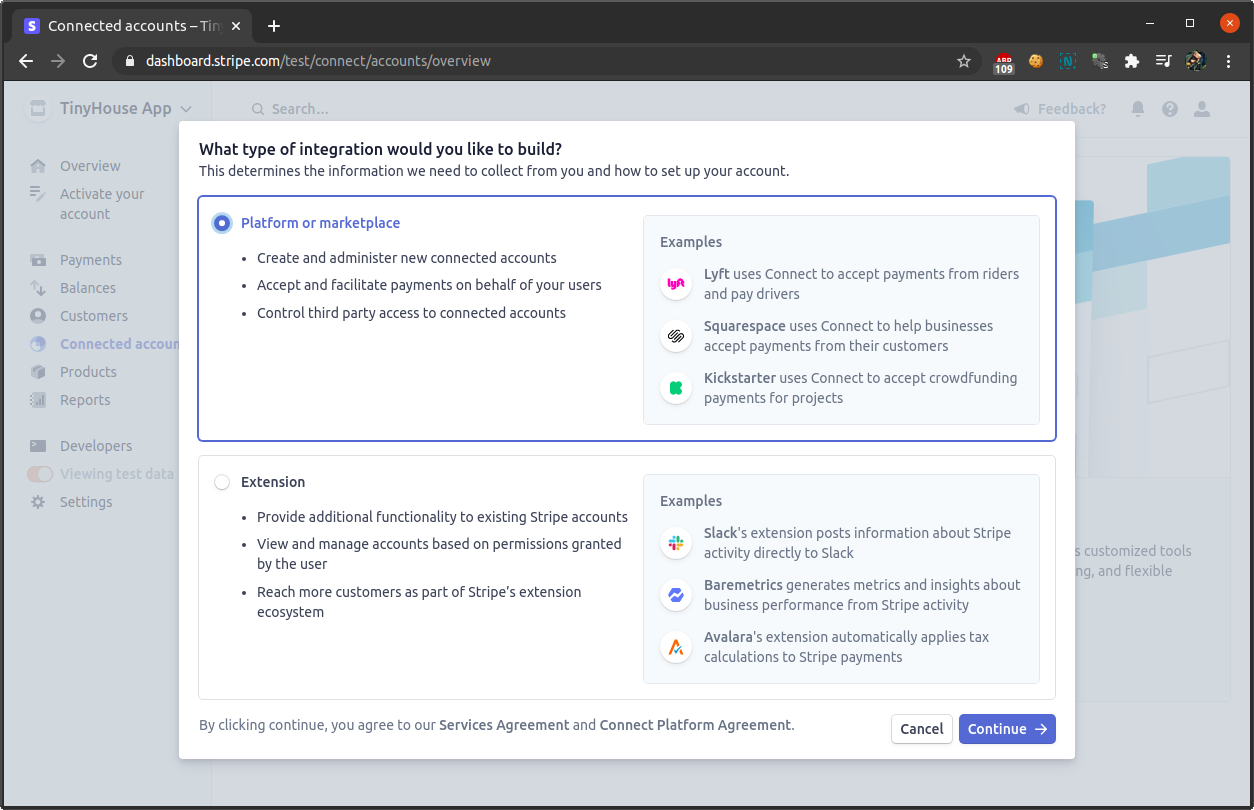 Connected accounts – Tin
dashboard.stripe.com/test/connect/accounts/overview
ABP
109
N
TinyHouse App
Search...
Feedback?
Overview
Activate your
account
Payments
Balances
Customers
Connected accoun
Products
Reports
Developers
Viewing test data
Settings
What type of integration would you like to build?
This determines the information we need to collect from you and how to set up your account.
Platform or marketplace
• Create and administer new connected accounts
• Accept and facilitate payments on behalf of your users
• Control third party access to connected accounts
Examples
lyft
Lyft uses Connect to accept payments from riders
and pay drivers
Squarespace uses Connect to help businesses
accept payments from their customers
Kickstarter uses Connect to accept crowdfunding
payments for projects
Extension
• Provide additional functionality to existing Stripe accounts
• View and manage accounts based on permissions granted
by the user
• Reach more customers as part of Stripe’s extension
ecosystem
Examples
Slack's extension posts information about Stripe
activity directly to Slack
Baremetrics generates metrics and insights about
business performance from Stripe activity
Avalara's extension automatically applies tax
calculations to Stripe payments
s customized tools
ng, and flexible
By clicking continue, you agree to our Services Agreement and Connect Platform Agreement.
Cancel
Continue →